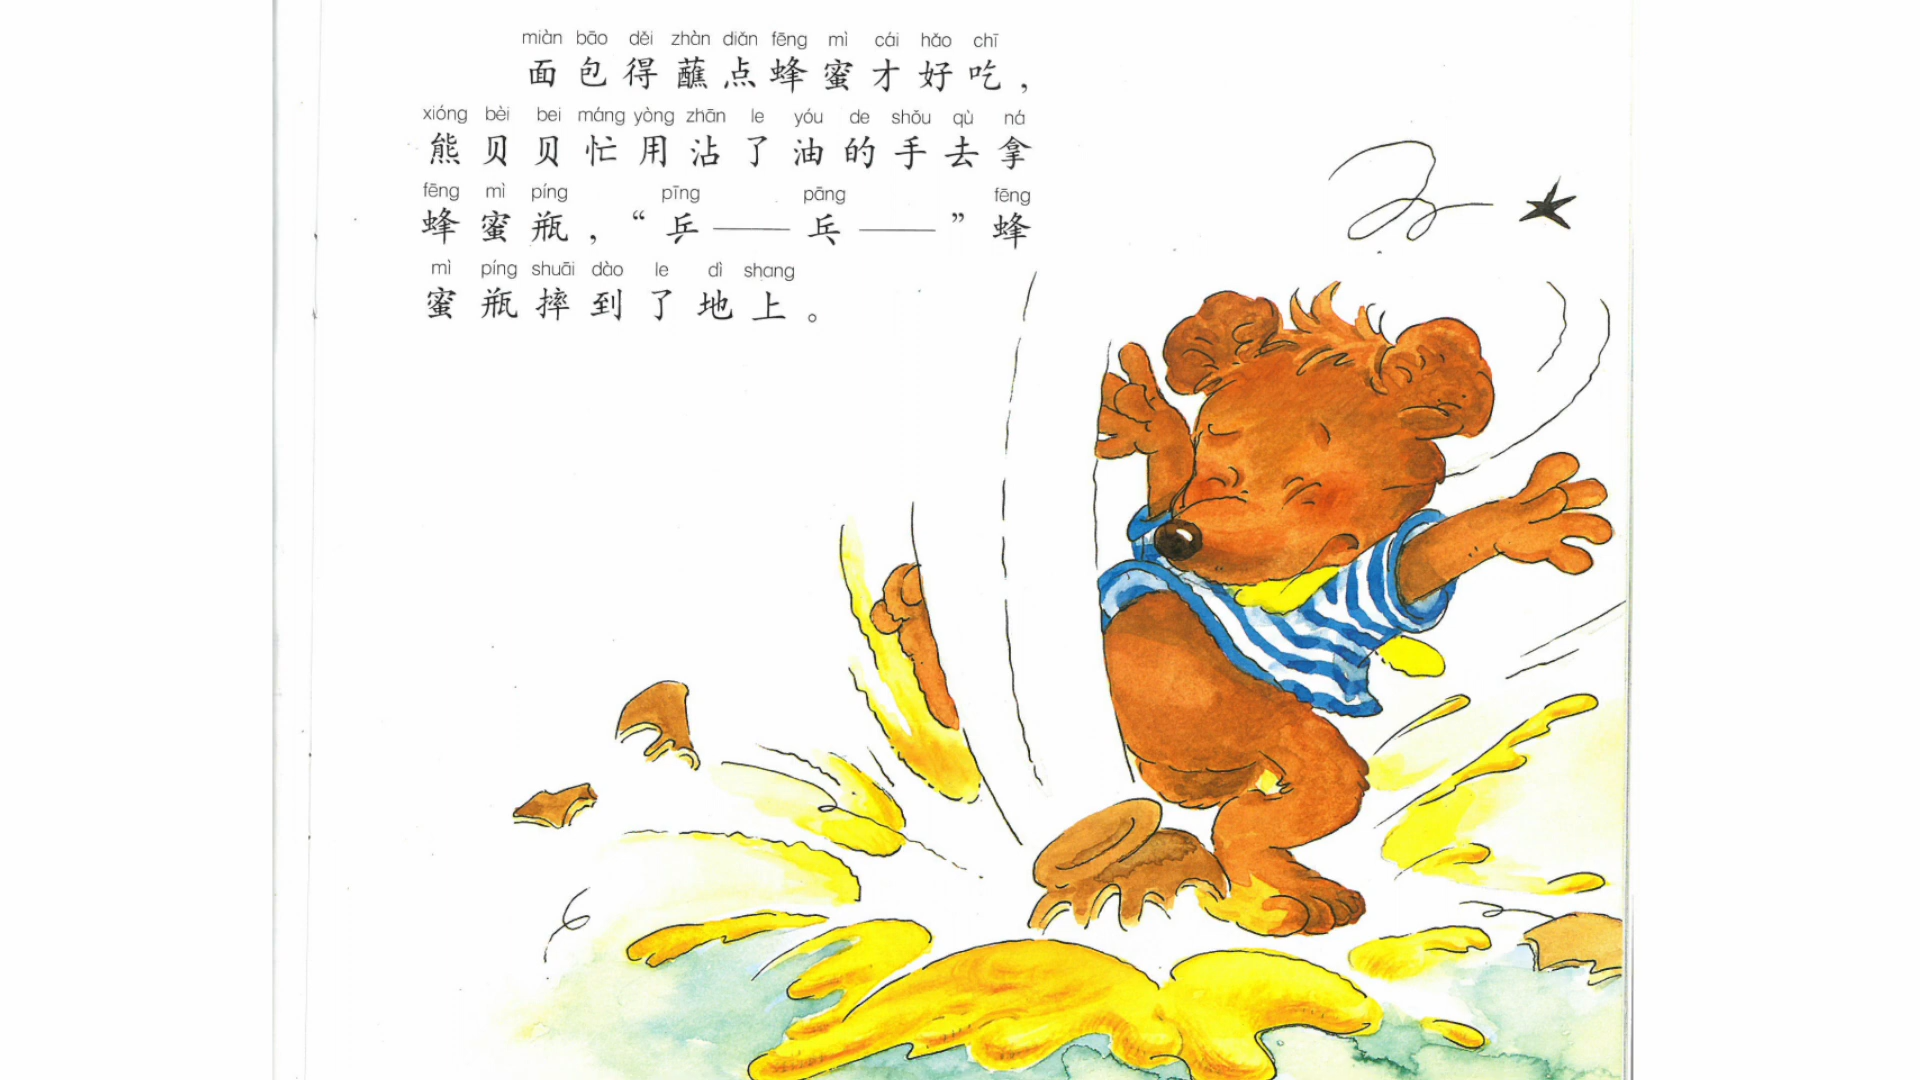 miàn bāo děi zhàn diǎn fēng mì cái hǎo chī
面包得蘸点蜂蜜才好吃，
xióng bèi bei máng yòng zhān le yóu de shǒu qù ná
熊贝贝忙用沾了油的手去拿
fēng mì píng pīng pāng fēng
蜂蜜瓶，“乒——乓——”蜂
mì píng shuāi dào le dì shang
蜜瓶摔到了地上。